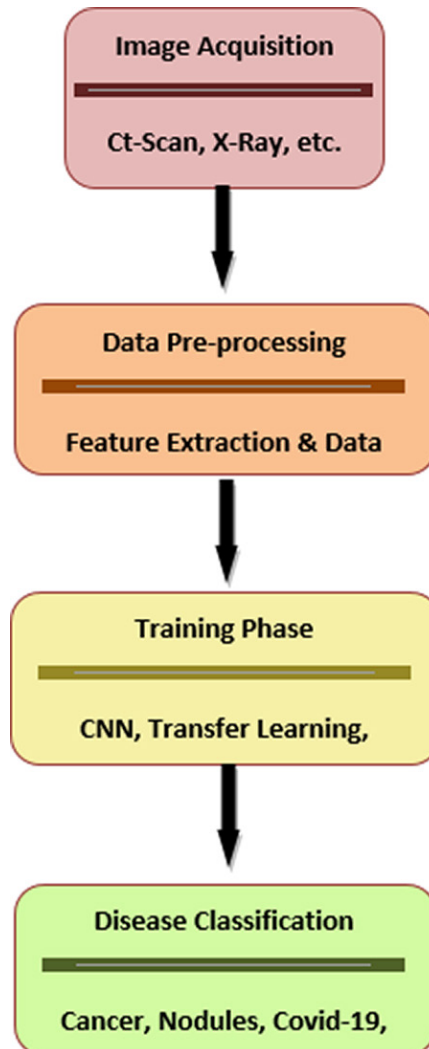 Image Acquisition
Ct-Scan, X-Ray, etc.
Data Pre-processing
Feature Extraction & Data
Training Phase
CNN, Transfer Learning,
Disease Classification
Cancer, Nodules, Covid-19,